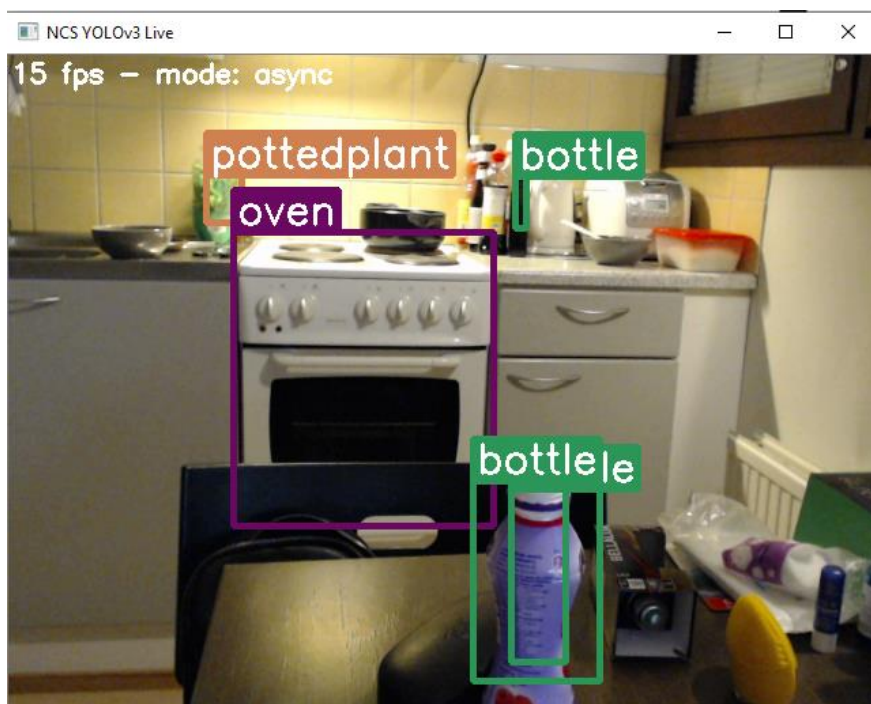 NCS YOLOv3 Live
15 fps - mode: async
pottedplant
bottle
oven
bottle
le